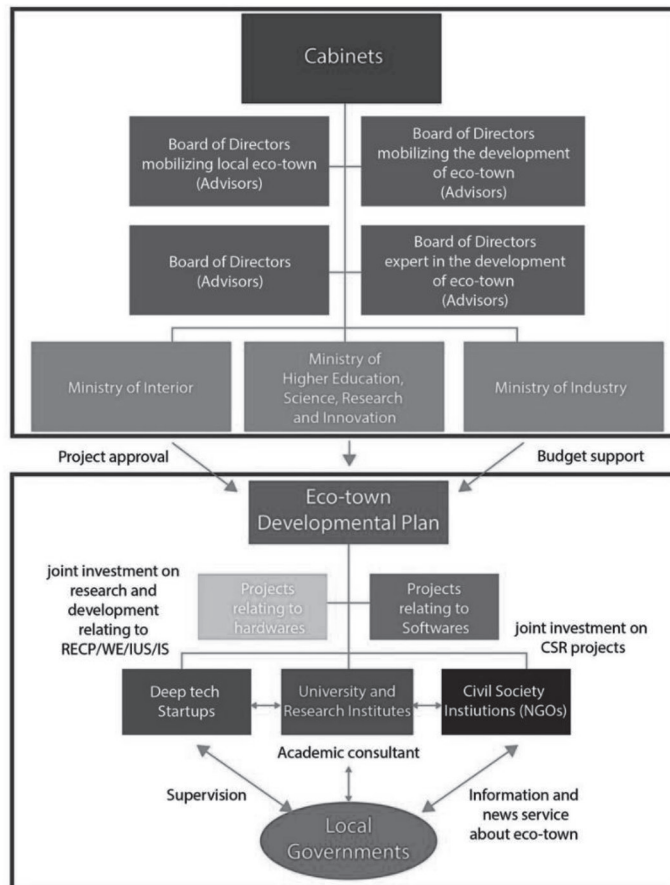 Cabinets
Board of Directors
mobilizing local eco-town
(Advisors)
Board of Directors
mobilizing the development
of eco-town
(Advisors)
Board of Directors
(Advisors)
Board of Directors
expert in the development
of eco-town
(Advisors)
Ministry of Interior
Ministry of
Higher Education,
Science, Research
and Innovation
Ministry of Industry
Project approval
Budget support
Eco-town
Developmental Plan
joint investment on
research and
development
relating to
RECP/WE/IUS/IS
Projects
relating to
hardwares
Projects
relating to
Softwares
joint investment on
CSR projects
Deep tech
Startups
University and
Research Institutes
Civil Society
Instiutions (NGOs)
Academic consultant
Supervision
Information and
news service
about eco-town
Local
Governments